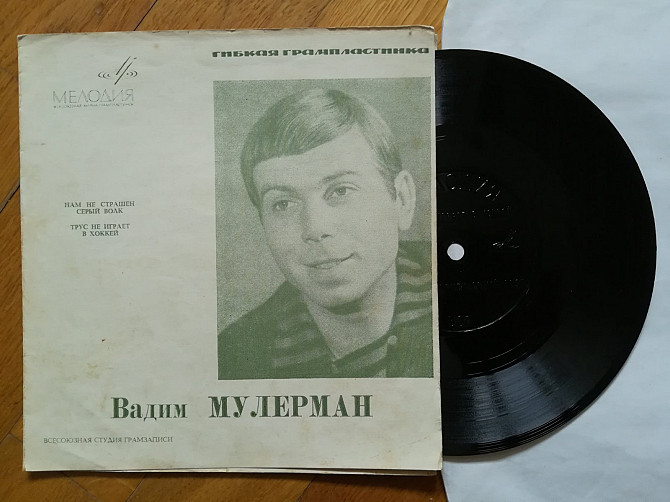 ГИБКАЯ ГРАМПЛАСТИНКА
МЕЛОДИЯ
НАМ НЕ СТРАШЕН
СЕРЫЙ ВОЛК
ТРУС НЕ ИГРАЕТ
В ХОККЕЙ
Вадим МУЛЕРМАН
ВСЕСОЮЗНАЯ СТУДИЯ ГРАМЗАПИСИ